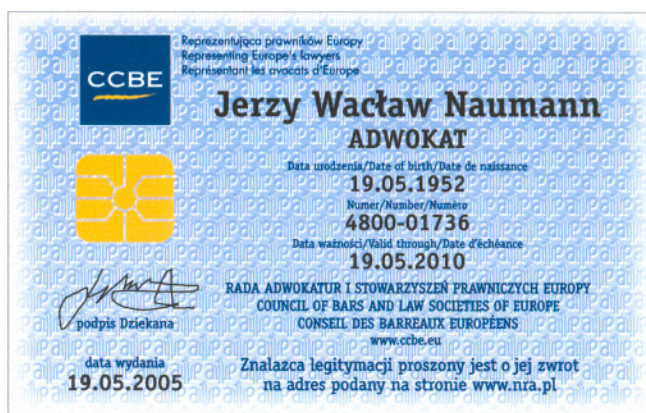 CCBE
Reprezentująca prawników Europy
Representing Europe's lawyers
Représentant les avocats d'Europe
Jerzy Wacław Naumann
ADWOKAT
Data urodzenia/Date of birth/Date de naissance
19.05.1952
Numer/Number/Numéro
4800-01736
Data ważności/Valid through/Date d'échéance
19.05.2010
RADA ADWOKATUR I STOWARZYSZEŃ PRAWNICZYCH EUROPY
COUNCIL OF BARS AND LAW SOCIETIES OF EUROPE
CONSEIL DES BARREAUX EUROPÉENS
www.ccbe.eu
podpis Dziekana
data wydania
19.05.2005
Znalazca legitymacji proszony jest o jej zwrot
na adres podany na stronie www.nra.pl